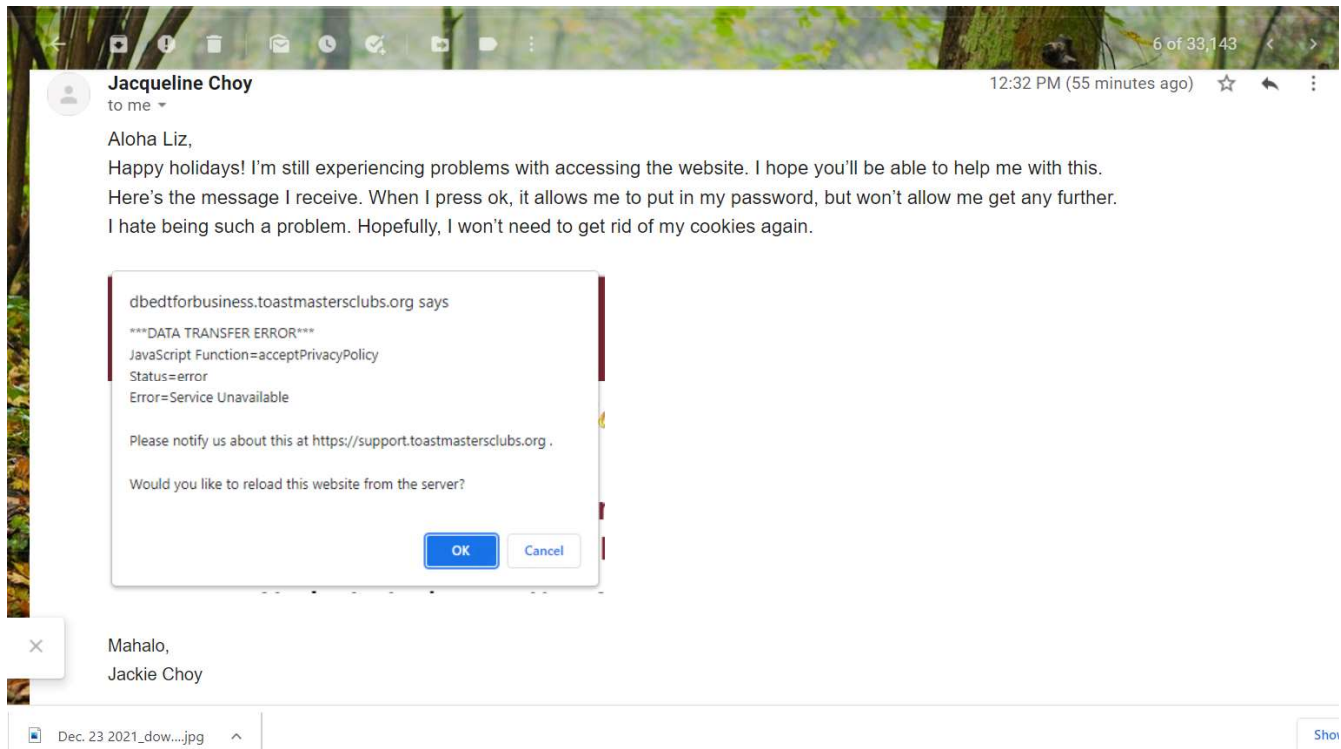 6 of 33,143
Jacqueline Choy
12:32 PM (55 minutes ago)
to me
Aloha Liz,
Happy holidays! I'm still experiencing problems with accessing the website. I hope you'll be able to help me with this.
Here's the message I receive. When I press ok, it allows me to put in my password, but won't allow me get any further.
I hate being such a problem. Hopefully, I won't need to get rid of my cookies again.
dbedtforbusiness.toastmastersclubs.org says
***DATA TRANSFER ERROR***
JavaScript Function=acceptPrivacyPolicy
Status=error
Error=Service Unavailable
Please notify us about this at https://support.toastmastersclubs.org .
Would you like to reload this website from the server?
OK
Cancel
Mahalo,
Jackie Choy
Dec. 23 2021_dow....jpg
Show